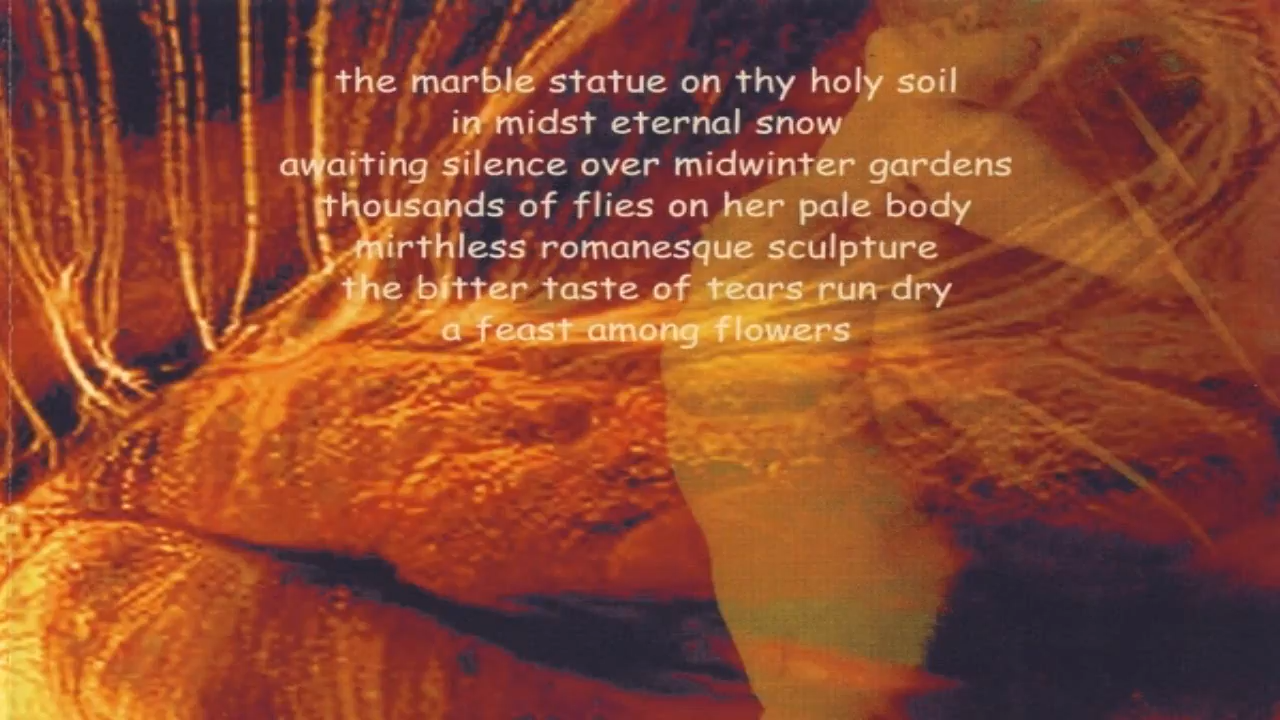 the marble statue on thy holy soil
in midst eternal snow
awaiting silence over midwinter gardens
thousands of flies on her pale body
mirthless romanesque sculpture
the bitter taste of tears run dry
a feast among flowers